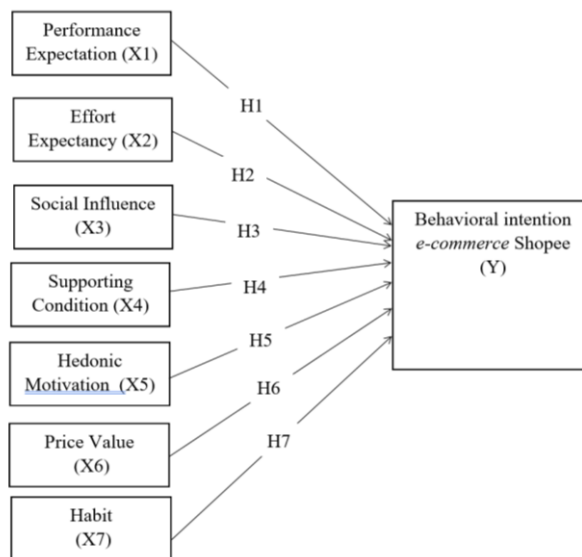 Performance
Expectation (X1)
H1
Effort
Expectancy (X2)
H2
Social Influence
(X3)
H3
Behavioral intention
e-commerce Shopee
(Y)
Supporting
Condition (X4)
H4
Hedonic
Motivation (X5)
H5
Price Value
(X6)
H6
Habit
(X7)
H7